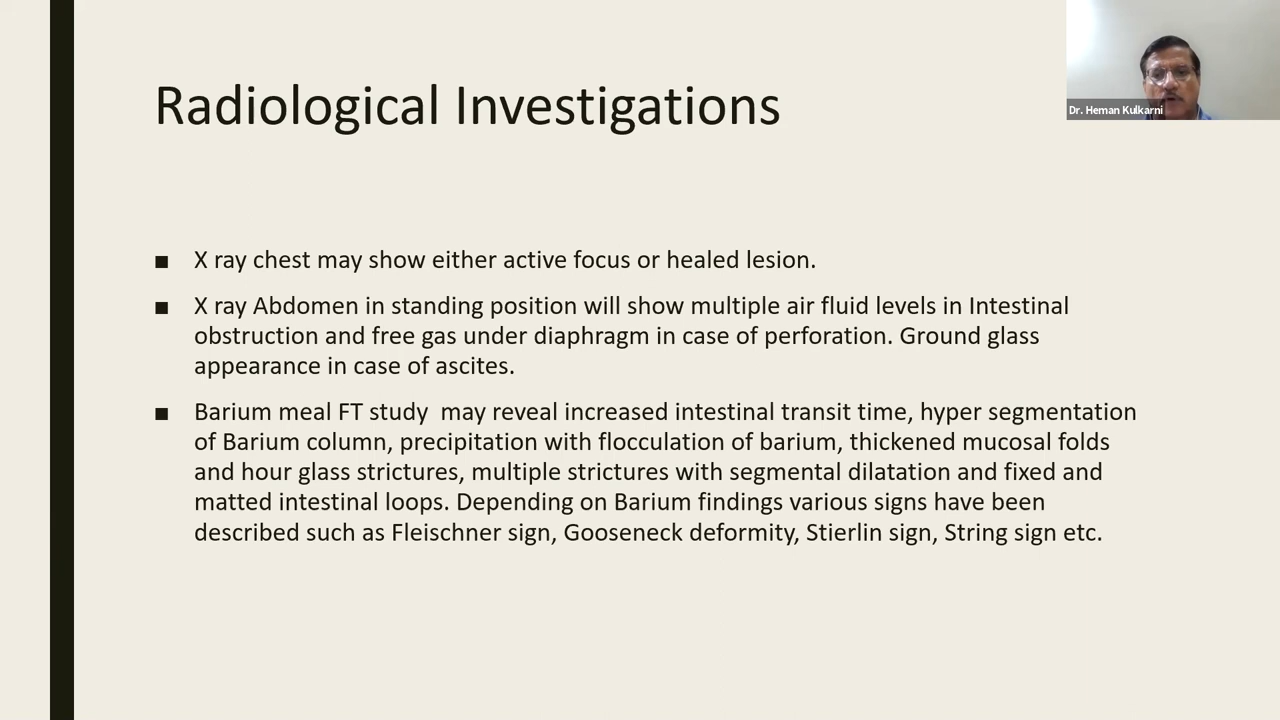 Radiological Investigations
Dr. Heman Kulkarni
■ X ray chest may show either active focus or healed lesion.
■ X ray Abdomen in standing position will show multiple air fluid levels in Intestinal
obstruction and free gas under diaphragm in case of perforation. Ground glass
appearance in case of ascites.
■ Barium meal FT study  may reveal increased intestinal transit time, hyper segmentation
of Barium column, precipitation with flocculation of barium, thickened mucosal folds
and hour glass strictures, multiple strictures with segmental dilatation and fixed and
matted intestinal loops. Depending on Barium findings various signs have been
described such as Fleischner sign, Gooseneck deformity, Stierlin sign, String sign etc.